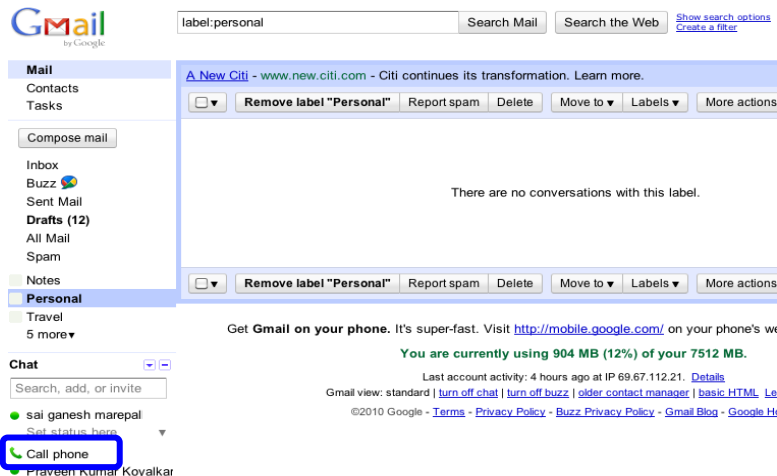 Gmail
by Google
label:personal
Search Mail
Search the Web
Show search options
Create a filter
Mail
Contacts
Tasks
Compose mail
Inbox
Buzz
Sent Mail
Drafts (12)
All Mail
Spam
Notes
Personal
Travel
5 more▾
Chat
Search, add, or invite
sai ganesh marepal
Set status here
Call phone
Praveen Kumar Kovalkar
A New Citi - www.new.citi.com - Citi continues its transformation. Learn more.
Remove label "Personal" Report spam Delete Move to ▾ Labels ▾ More actions
There are no conversations with this label.
Remove label "Personal" Report spam Delete Move to ▾ Labels ▾ More actions
Get Gmail on your phone. It's super-fast. Visit http://mobile.google.com/ on your phone's we
You are currently using 904 MB (12%) of your 7512 MB.
Last account activity: 4 hours ago at IP 69.67.112.21. Details
Gmail view: standard | turn off chat | turn off buzz | older contact manager | basic HTML Le
©2010 Google - Terms - Privacy Policy - Buzz Privacy Policy - Gmail Blog - Google H